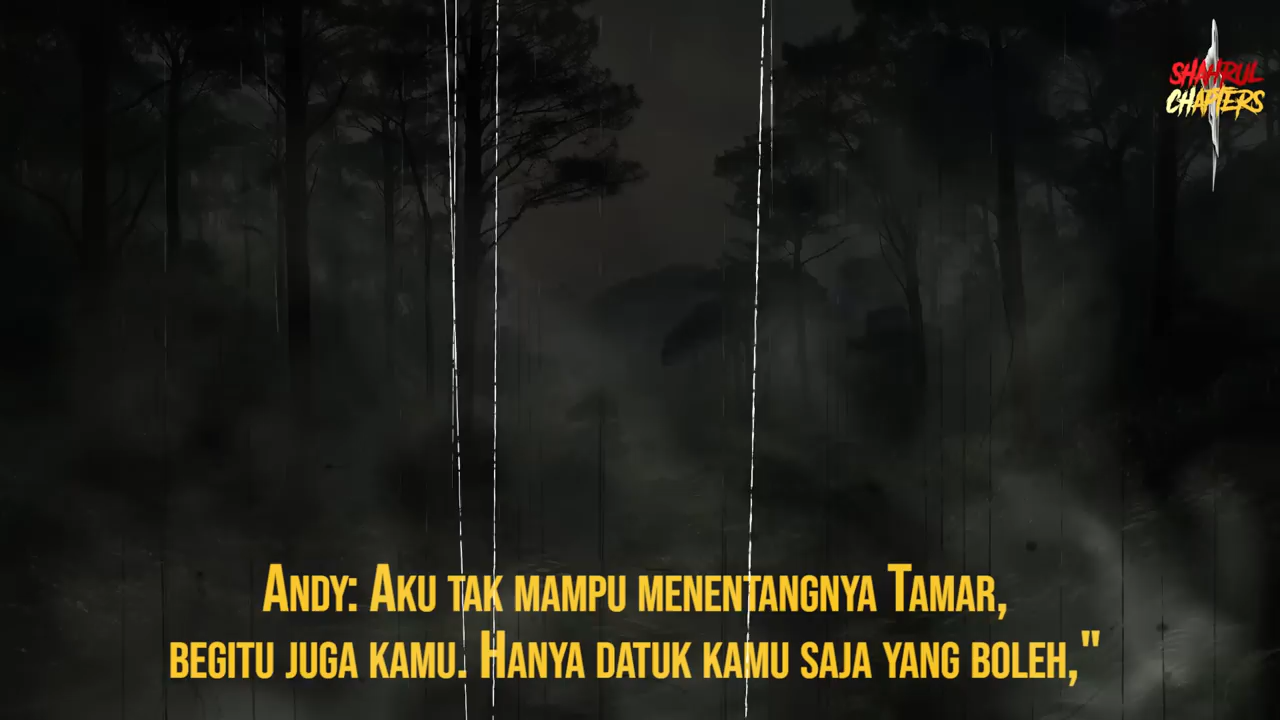 SHAHRUL
CHAPTERS
ANDY: AKU TAK MAMPU MENENTANGNYA TAMAR,
BEGITU JUGA KAMU. HANYA DATUK KAMU SAJA YANG BOLEH,"